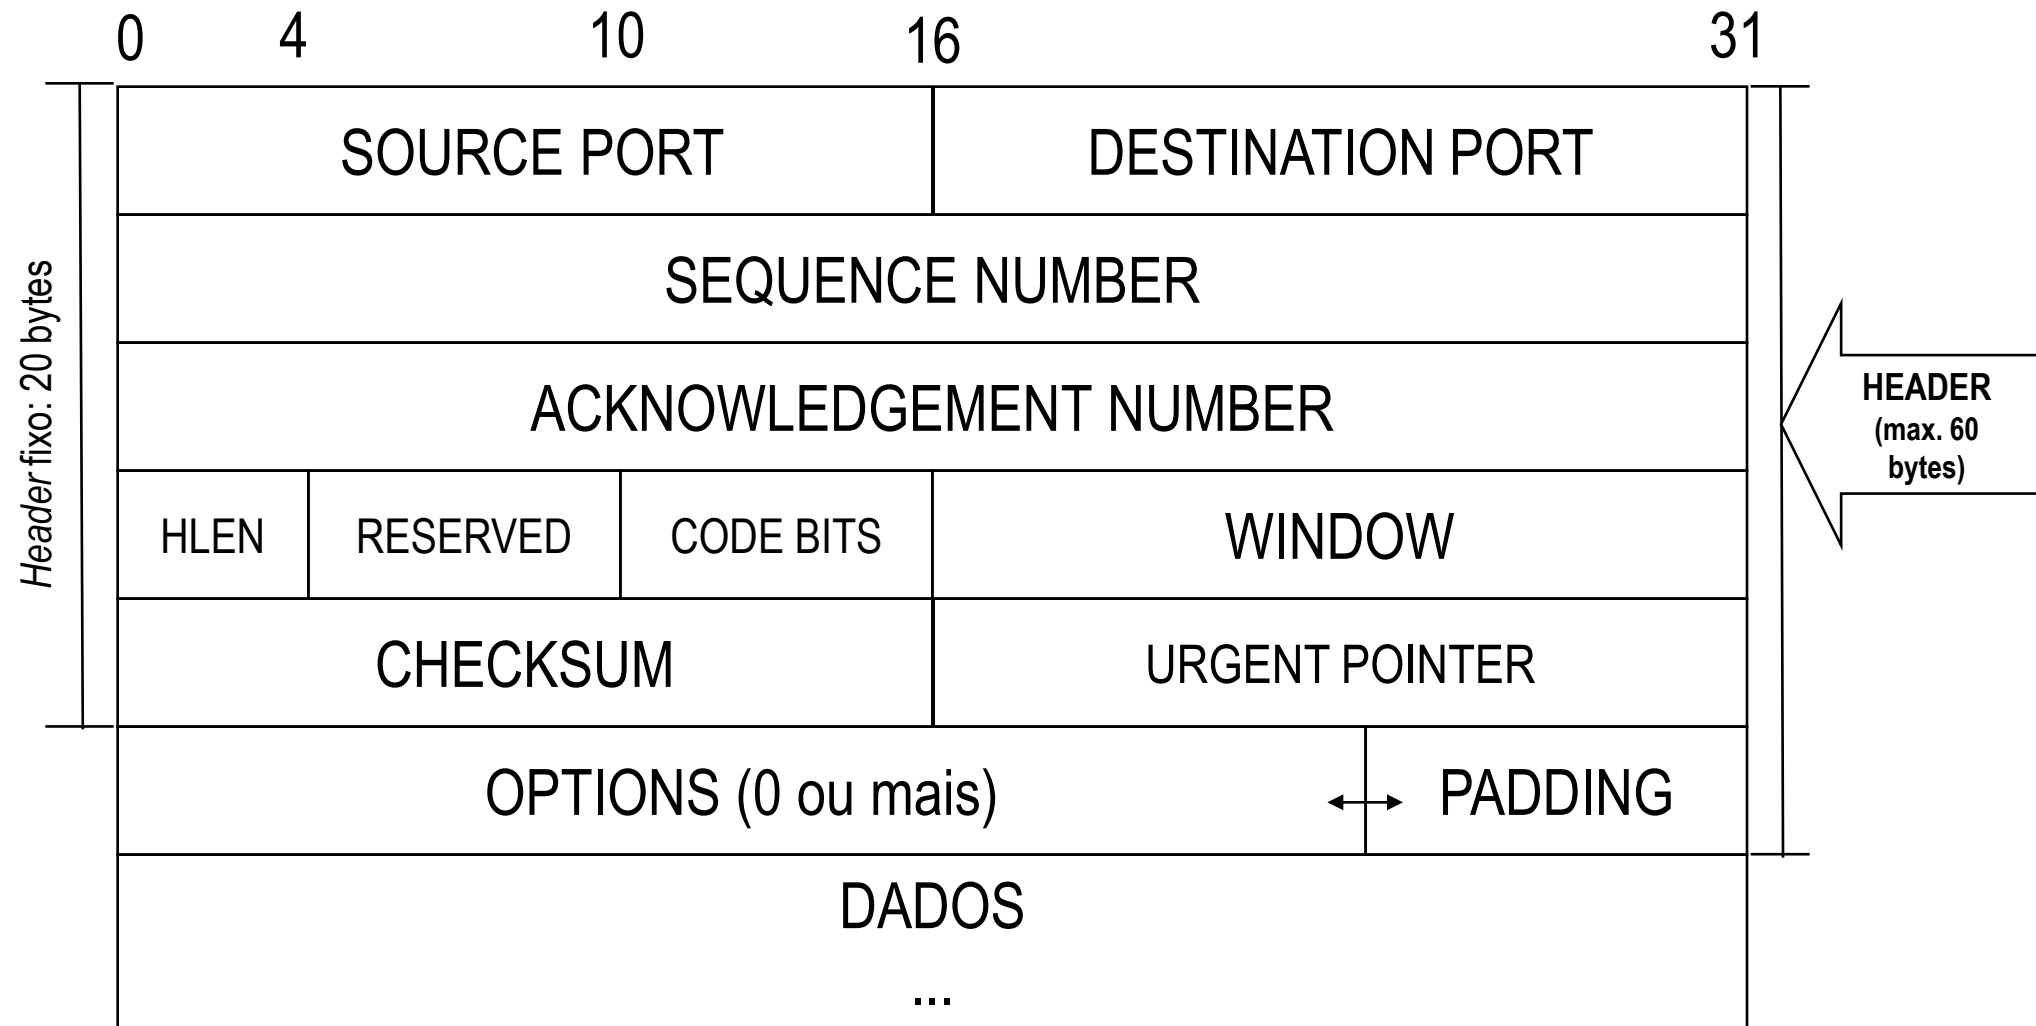 0 4 10 16 31
SOURCE PORT DESTINATION PORT
SEQUENCE NUMBER
ACKNOWLEDGEMENT NUMBER
HLEN RESERVED CODE BITS WINDOW
CHECKSUM URGENT POINTER
OPTIONS (0 ou mais) PADDING
DADOS
...
Header fixo: 20 bytes
HEADER
(max. 60
bytes)